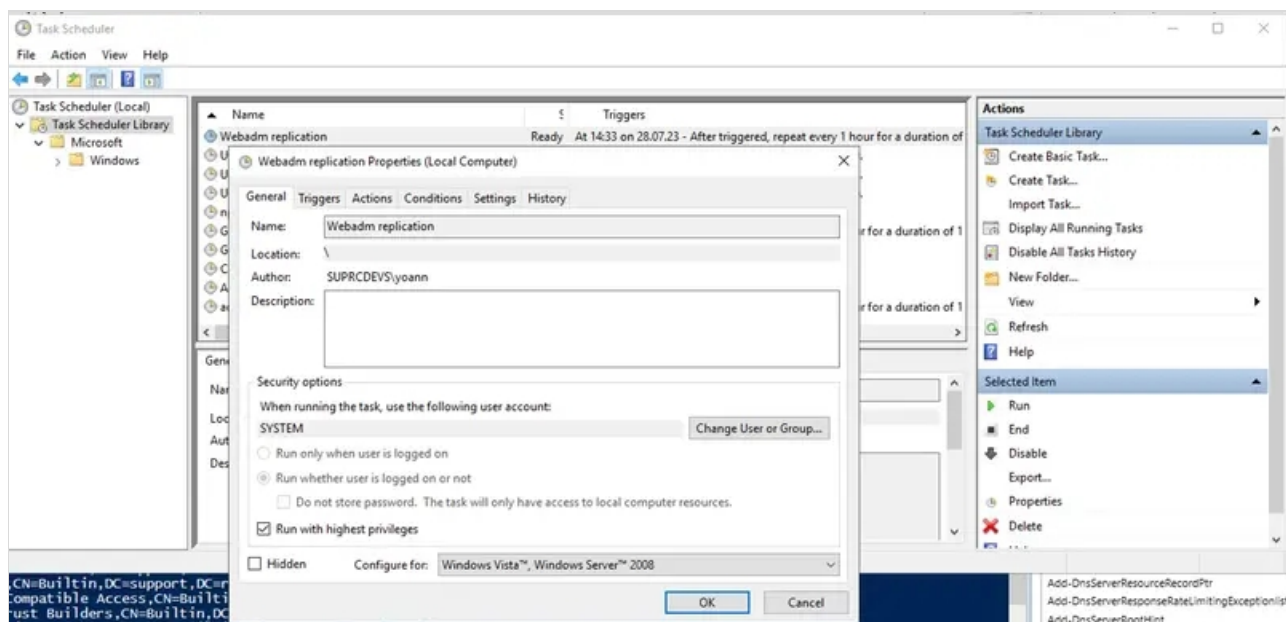 Task Scheduler
File Action View Help
Task Scheduler (Local)
Task Scheduler Library
Microsoft
Windows
Name Triggers
Webadm replication Ready At 14:33 on 28.07.23 - After triggered, repeat every 1 hour for a duration of
Webadm replication Properties (Local Computer)
General Triggers Actions Conditions Settings History
Name: Webadm replication
Location: \
Author: SUPRCDEVS\yoann
Description:
Security options
When running the task, use the following user account:
SYSTEM Change User or Group...
Run only when user is logged on
Run whether user is logged on or not
Do not store password. The task will only have access to local computer resources.
Run with highest privileges
Hidden Configure for: Windows Vista™, Windows Server™ 2008
OK Cancel
for a duration of 1
for a duration of 1
Actions
Task Scheduler Library
Create Basic Task...
Create Task...
Import Task...
Display All Running Tasks
Disable All Tasks History
New Folder...
View
Refresh
Help
Selected Item
Run
End
Disable
Export...
Properties
Delete
,CN=Builtin,DC=support,DC=r
ompatible Access,CN=Builti
rust Builders,CN=Builtin,DC
Add-DnsServerResourceRecordPtr
Add-DnsServerResponseRateLimitingExceptionlist
Add-DnsServerRootHint